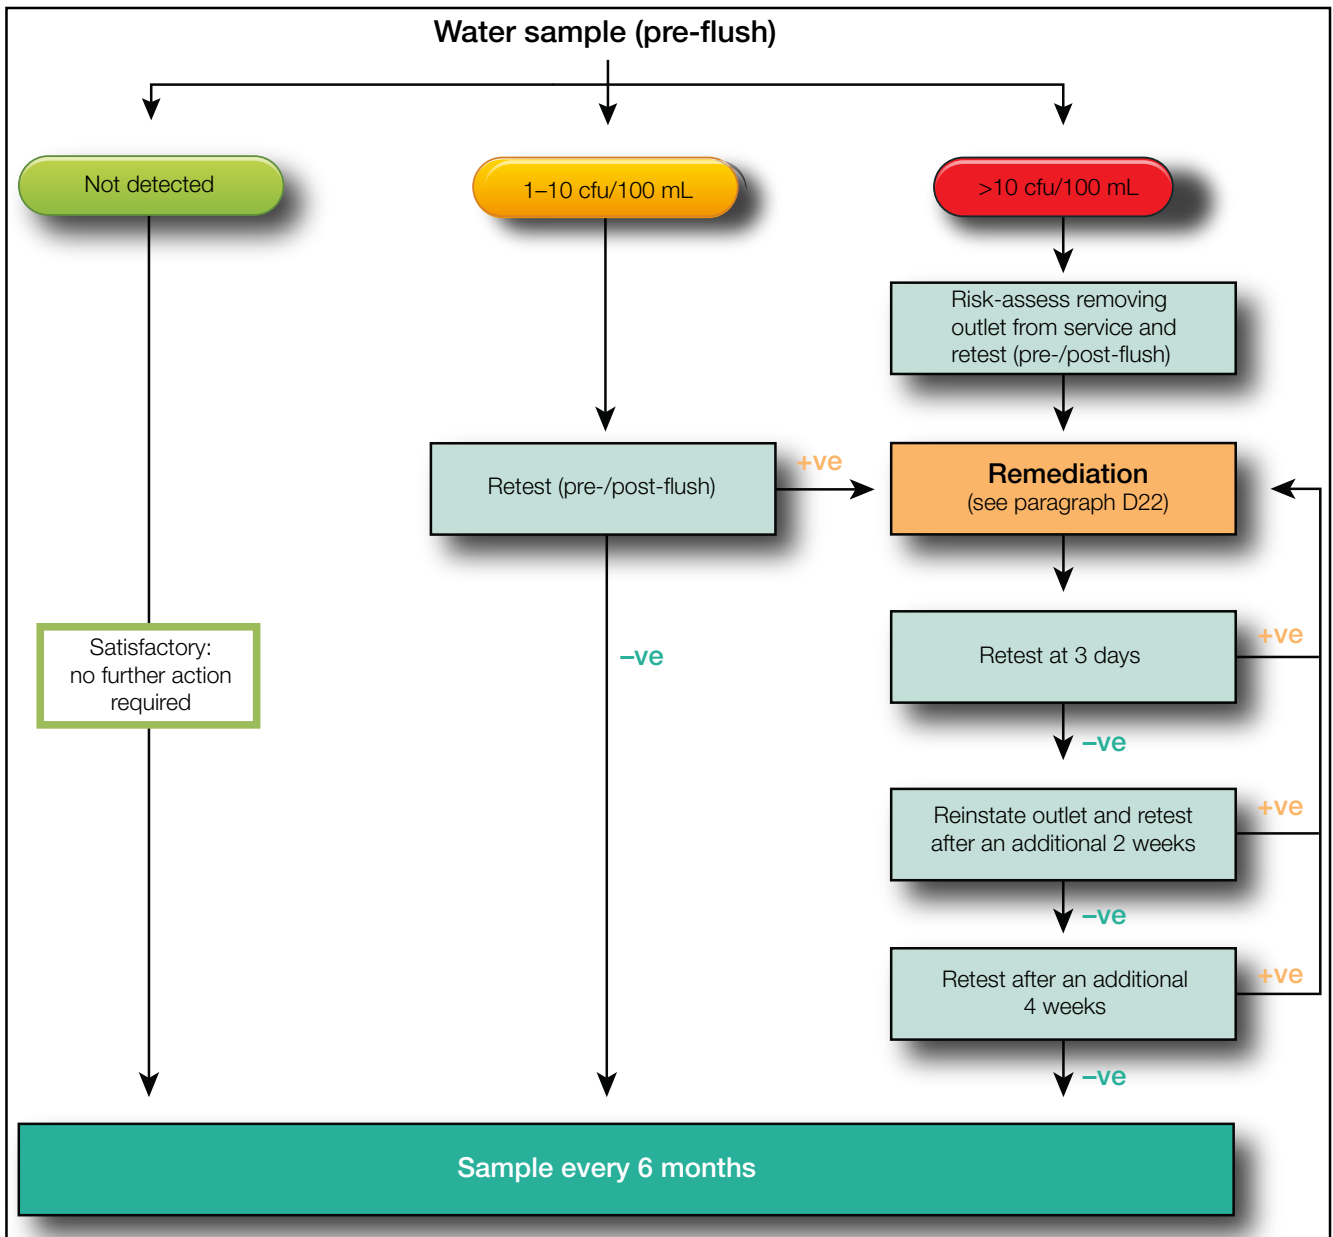 Water sample (pre-flush)
Not detected
1–10 cfu/100 mL
>10 cfu/100 mL
Risk-assess removing
outlet from service and
retest (pre-/post-flush)
Retest (pre-/post-flush)
+ve
Remediation
(see paragraph D22)
Satisfactory:
no further action
required
–ve
Retest at 3 days
+ve
–ve
Reinstate outlet and retest
after an additional 2 weeks
+ve
–ve
Retest after an additional
4 weeks
+ve
–ve
Sample every 6 months